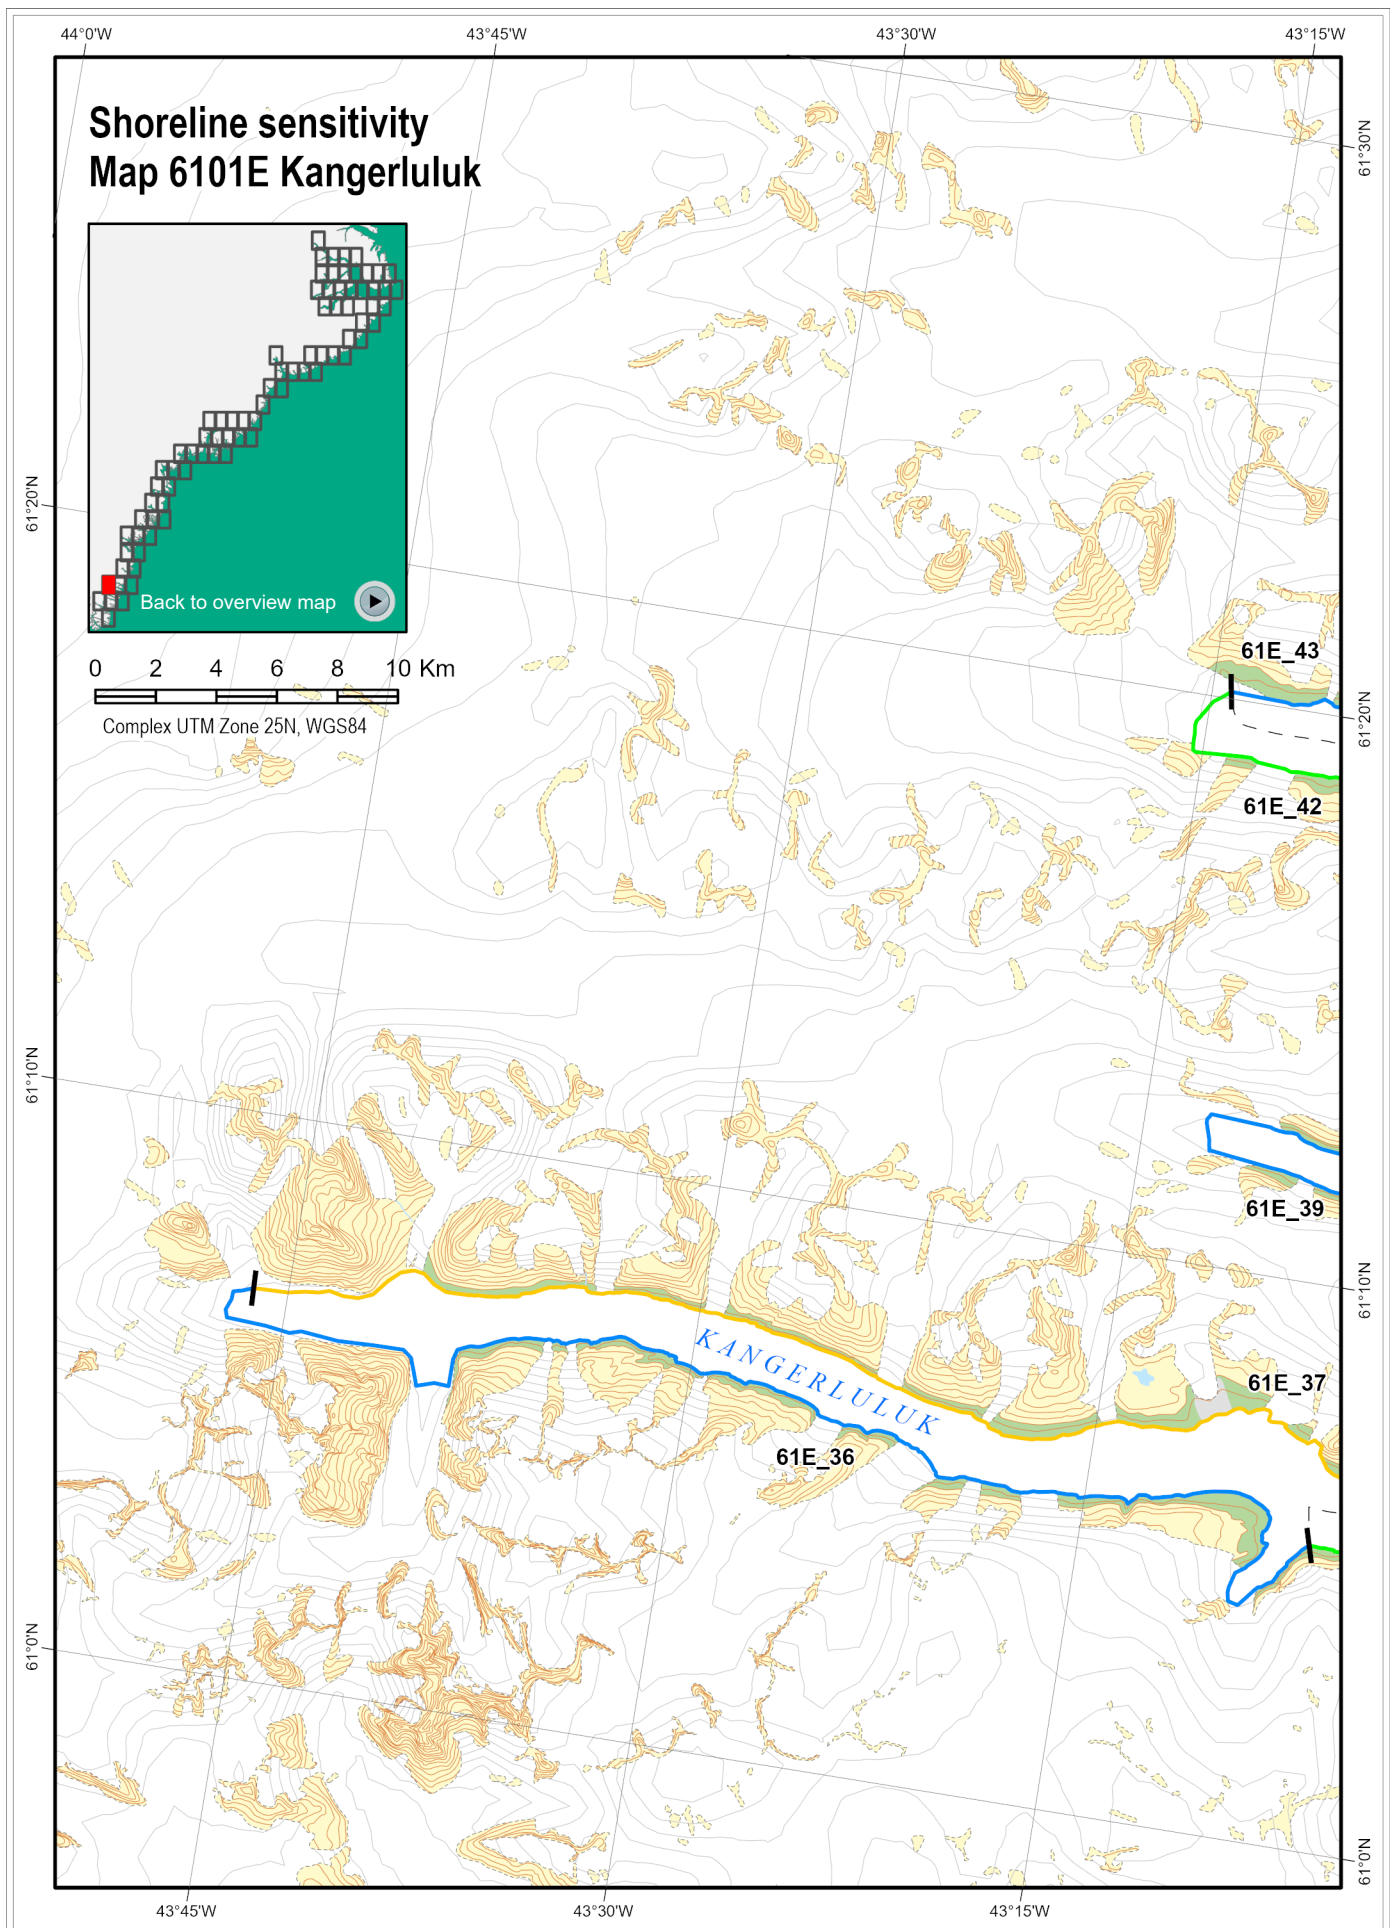 44°0'W
43°45'W
43°30'W
43°15'W
Shoreline sensitivity
Map 6101E Kangerluluk
61°30'N
Back to overview map
0 2 4 6 8 10 Km
Complex UTM Zone 25N, WGS84
61°20'N
61E_43
61°20'N
61E_42
61°10'N
61E_39
61°10'N
KANGERLULUK
61E_37
61E_36
61°0'N
61°0'N
43°45'W
43°30'W
43°15'W